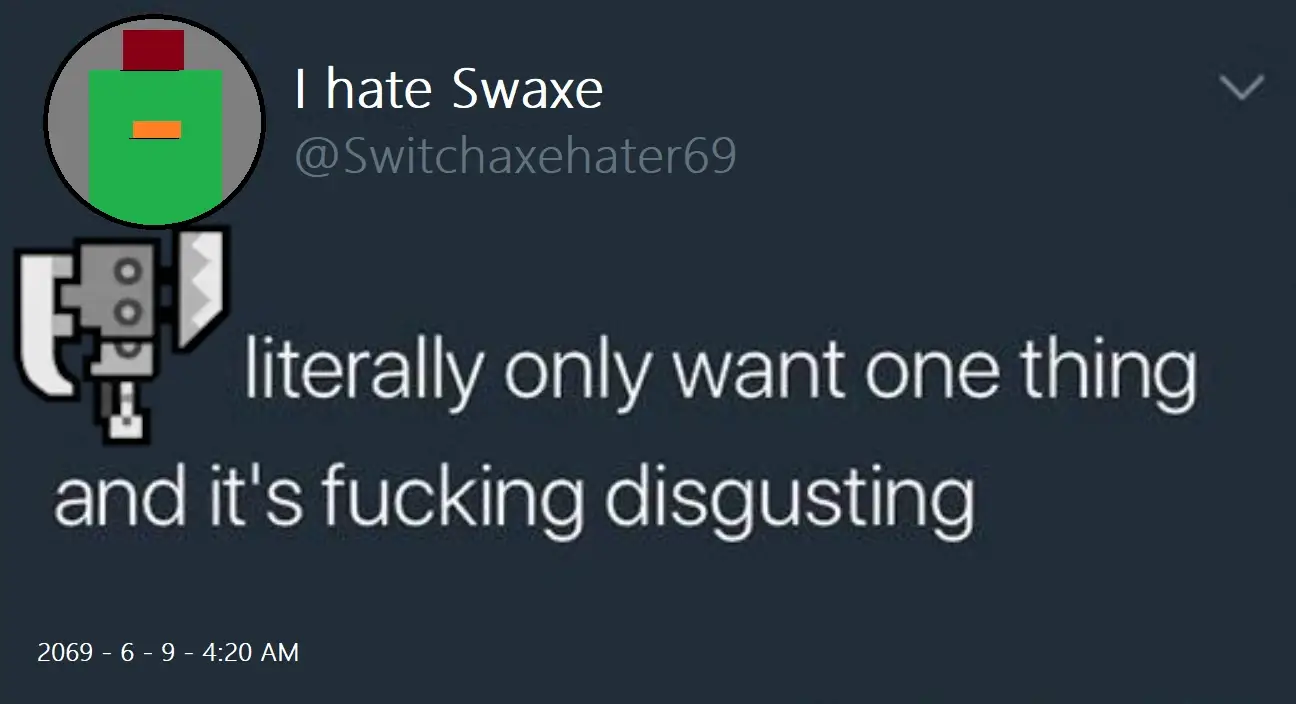 I hate Swaxe
@Switchaxehater69
literally only want one thing
and it's fucking disgusting
2069 - 6 - 9 - 4:20 AM